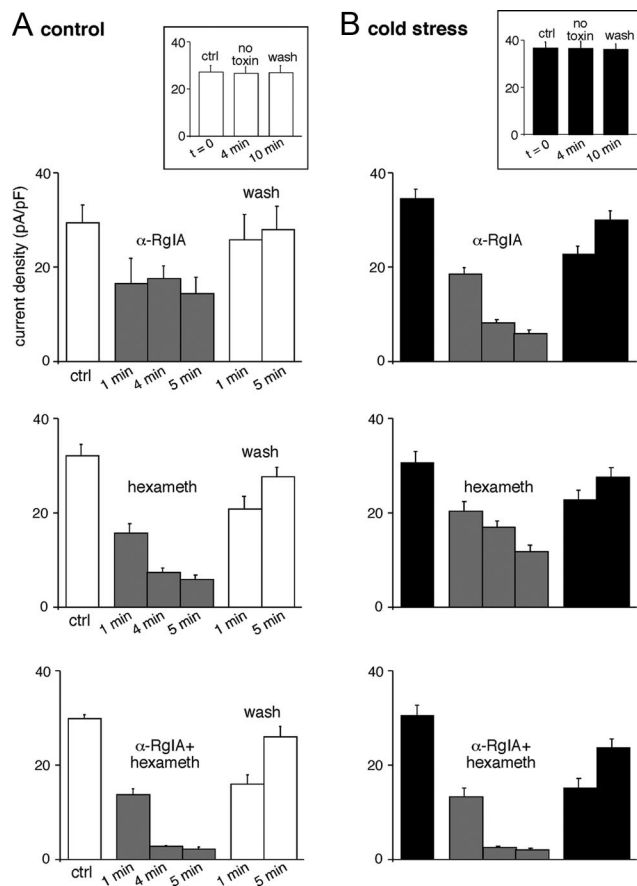 A control
40
20
0
ctrl
no
toxin
wash
t = 0
4 min
10 min
B cold stress
40
20
0
ctrl
no
toxin
wash
t = 0
4 min
10 min
current density (pA/pF)
40
20
0
α-RgIA
wash
ctrl
1 min
4 min
5 min
1 min
5 min
40
20
0
α-RgIA
40
20
0
hexameth
wash
ctrl
1 min
4 min
5 min
1 min
5 min
40
20
0
hexameth
40
20
0
α-RgIA+
hexameth
wash
ctrl
1 min
4 min
5 min
1 min
5 min
40
20
0
α-RgIA+
hexameth